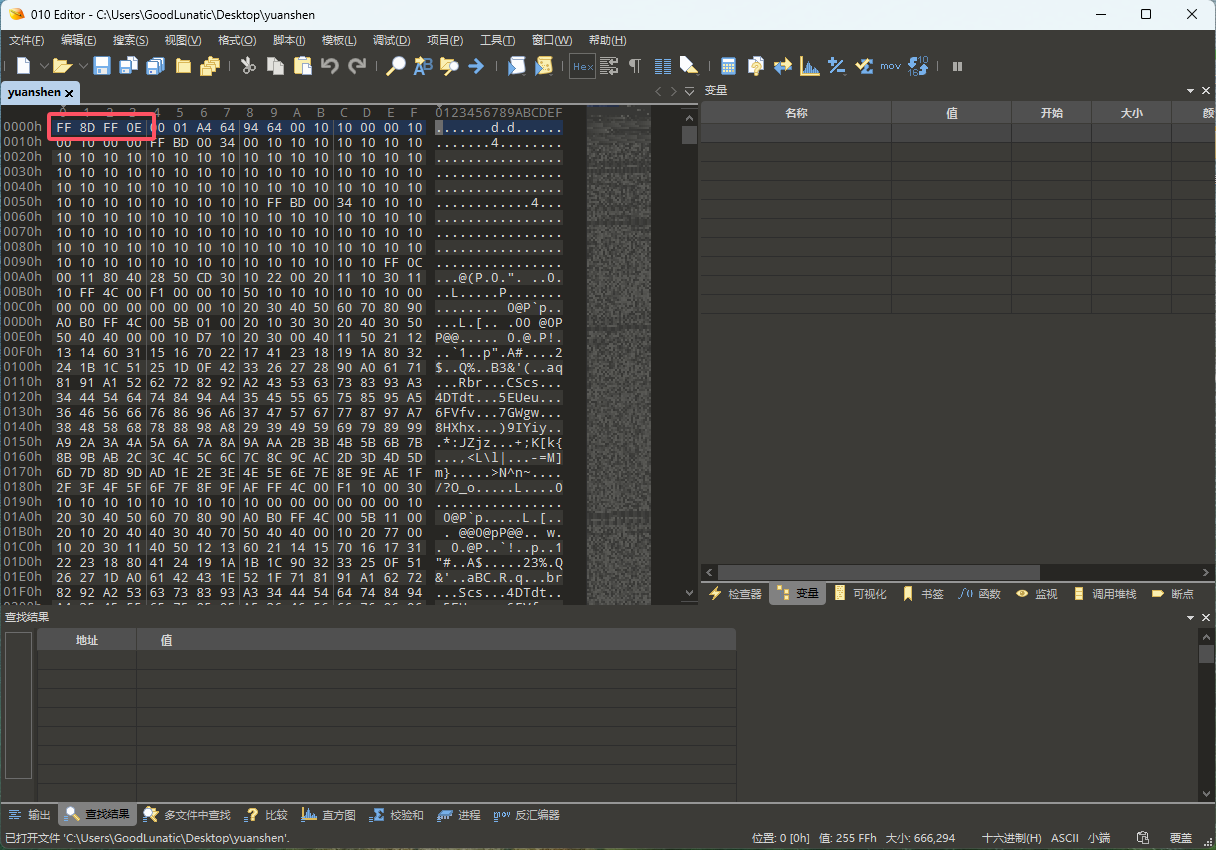 010 Editor - C:\Users\GoodLunatic\Desktop\yuanshen
文件(F) 编辑(E) 搜索(S) 视图(V) 格式(O) 脚本(I) 模板(L) 调试(D) 项目(P) 工具(T) 窗口(W) 帮助(H)
Hex mov
yuanshen
变量
名称 值 开始 大小 颜
0 1 2 3 4 5 6 7 8 9 A B C D E F 0123456789ABCDEF
0000h FF 8D FF 0E 00 01 A4 64 94 64 00 10 10 00 00 10 .......d.d......
0010h 00 10 00 00 FF BD 00 34 00 10 10 10 10 10 10 10 .......4........
0020h 10 10 10 10 10 10 10 10 10 10 10 10 10 10 10 10 ................
0030h 10 10 10 10 10 10 10 10 10 10 10 10 10 10 10 10 ................
0040h 10 10 10 10 10 10 10 10 10 10 10 10 10 10 10 10 ................
0050h 10 10 10 10 10 10 10 10 10 FF BD 00 34 10 10 10 ............4...
0060h 10 10 10 10 10 10 10 10 10 10 10 10 10 10 10 10 ................
0070h 10 10 10 10 10 10 10 10 10 10 10 10 10 10 10 10 ................
0080h 10 10 10 10 10 10 10 10 10 10 10 10 10 10 10 10 ................
0090h 10 10 10 10 10 10 10 10 10 10 10 10 10 10 FF 0C ................
00A0h 00 11 80 40 28 50 CD 30 10 22 00 20 11 10 30 11 ...@(P.0.". ..0.
00B0h 10 FF 4C 00 F1 00 00 10 50 10 10 10 10 10 10 00 ..L.....P.......
00C0h 00 00 00 00 00 00 00 10 20 30 40 50 60 70 80 90 ........ 0@P`p..
00D0h A0 B0 FF 4C 00 5B 01 00 20 10 30 30 20 40 30 50 ...L.[.. .00 @0P
00E0h 50 40 40 00 00 10 D7 10 20 30 00 40 11 50 21 12 P@@..... 0.@.P!.
00F0h 13 14 60 31 15 16 70 22 17 41 23 18 19 1A 80 32 ..`1..p".A#....2
0100h 24 1B 1C 51 25 1D 0F 42 33 26 27 28 90 A0 61 71 $..Q%..B3&'(..aq
0110h 81 91 A1 52 62 72 82 92 A2 43 53 63 73 83 93 A3 ...Rbr...CScs...
0120h 34 44 54 64 74 84 94 A4 35 45 55 65 75 85 95 A5 4DTdt...5EUeu...
0130h 36 46 56 66 76 86 96 A6 37 47 57 67 77 87 97 A7 6FVfv...7GWgw...
0140h 38 48 58 68 78 88 98 A8 29 39 49 59 69 79 89 99 8HXhx...)9IYiy..
0150h A9 2A 3A 4A 5A 6A 7A 8A 9A AA 2B 3B 4B 5B 6B 7B .*:JZjz...+;K[k{
0160h 8B 9B AB 2C 3C 4C 5C 6C 7C 8C 9C AC 2D 3D 4D 5D ...,<L\l|...-=M]
0170h 6D 7D 8D 9D AD 1E 2E 3E 4E 5E 6E 7E 8E 9E AE 1F m}.....>N^n~....
0180h 2F 3F 4F 5F 6F 7F 8F 9F AF FF 4C 00 F1 10 00 30 /?O_o.....L....0
0190h 10 10 10 10 10 10 10 10 10 00 00 00 00 00 00 10 ................
01A0h 20 30 40 50 60 70 80 90 A0 B0 FF 4C 00 5B 11 00  0@P`p.....L.[..
01B0h 20 10 20 40 40 30 40 70 50 40 40 00 10 20 77 00  . @@0@pP@@.. w.
01C0h 10 20 30 11 40 50 12 13 60 21 14 15 70 16 17 31 . 0.@P..`!..p..1
01D0h 22 23 18 80 41 24 19 1A 1B 1C 90 32 33 25 0F 51 "#..A$.....23%.Q
01E0h 26 27 1D A0 61 42 43 1E 52 1F 71 81 91 A1 62 72 &'..aBC.R.q...br
01F0h 82 92 A2 53 63 73 83 93 A3 34 44 54 64 74 84 94 ...Scs...4DTdt..
检查器 变量 可视化 书签 函数 监视 调用堆栈 断点
查找结果
地址 值
输出 查找结果 多文件中查找 比较 直方图 校验和 进程 反汇编器
已打开文件 'C:\Users\GoodLunatic\Desktop\yuanshen'. 位置: 0 [0h] 值: 255 FFh 大小: 666,294 十六进制(H) ASCII 小端 覆盖